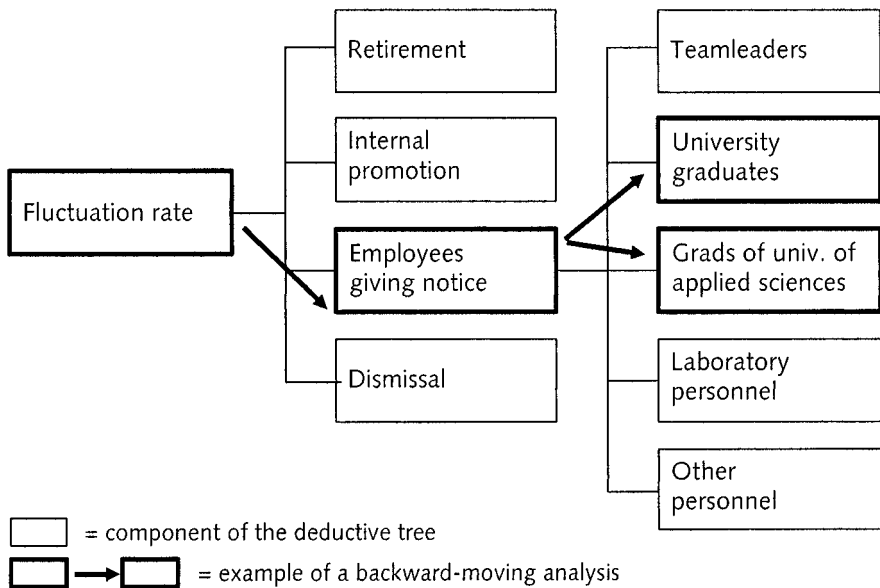 Fluctuation rate
Retirement
Internal
promotion
Employees
giving notice
Dismissal
Teamleaders
University
graduates
Grads of univ. of
applied sciences
Laboratory
personnel
Other
personnel
= component of the deductive tree
= example of a backward-moving analysis